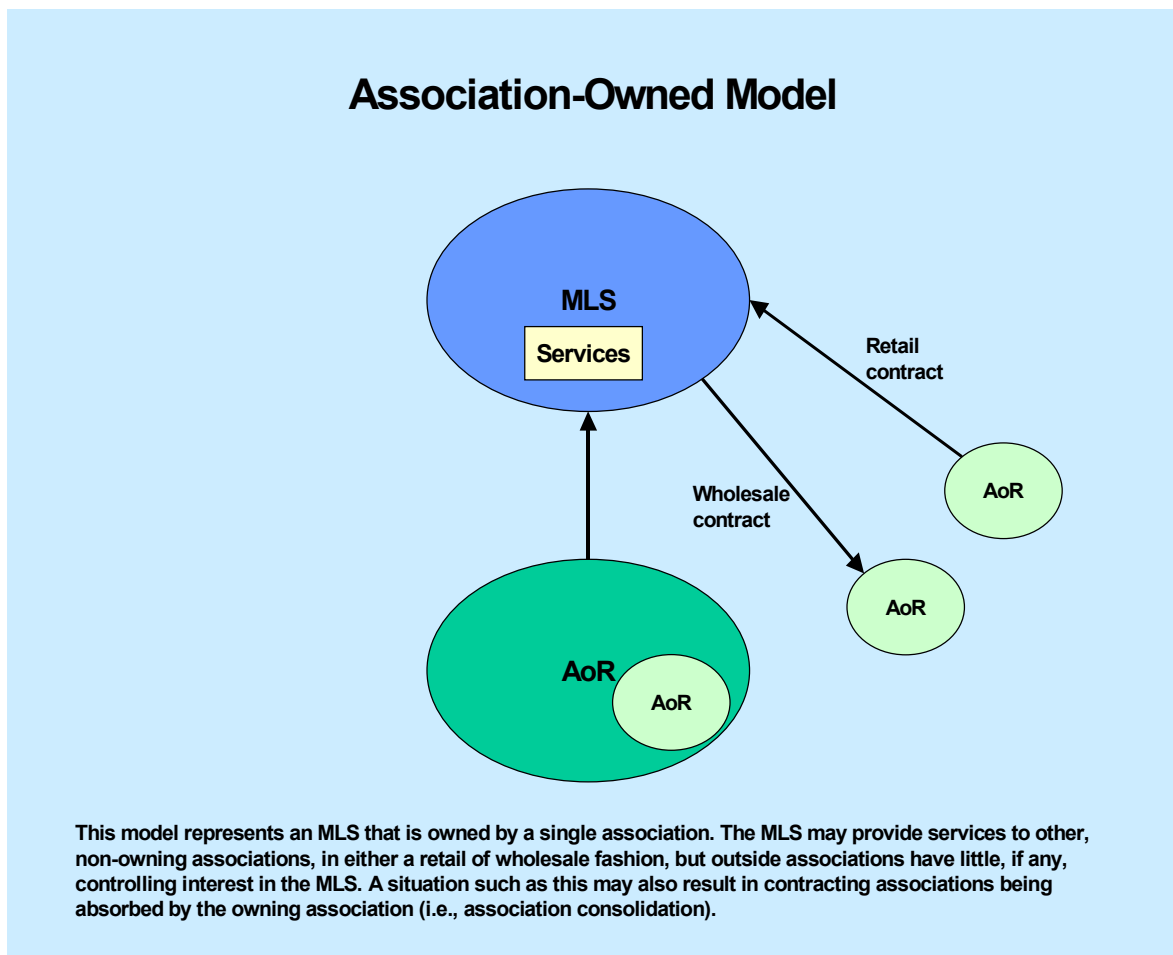 Association-Owned Model
MLS
Services
Retail
contract
AoR
Wholesale
contract
AoR
AoR
AoR
This model represents an MLS that is owned by a single association. The MLS may provide services to other,
non-owning associations, in either a retail of wholesale fashion, but outside associations have little, if any,
controlling interest in the MLS. A situation such as this may also result in contracting associations being
absorbed by the owning association (i.e., association consolidation).